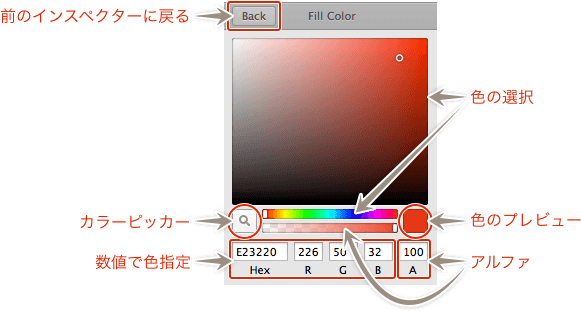 前のインスペクターに戻る
Back
Fill Color
色の選択
カラーピッカー
色のプレビュー
数値で色指定
E23220 226 50 32 100
Hex R G B A
アルファ